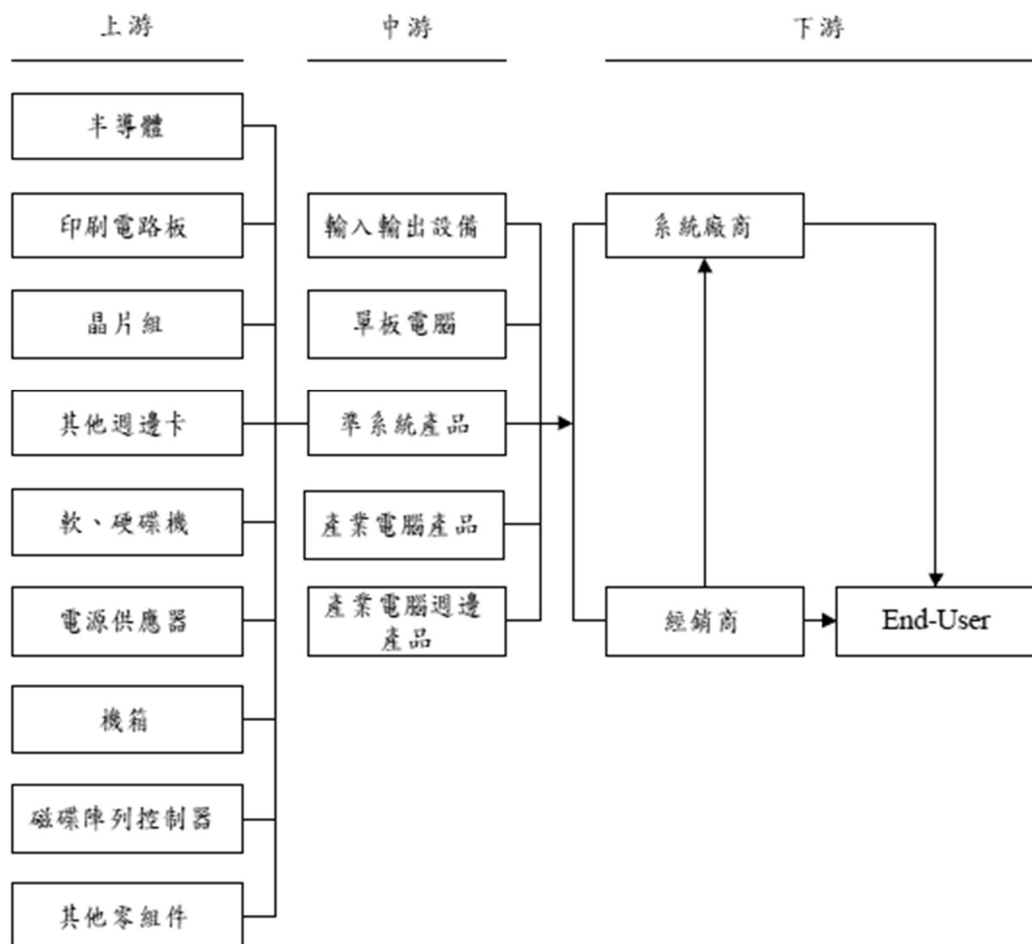 上游
中游
下游
半導體
印刷電路板
晶片組
其他週邊卡
軟、硬碟機
電源供應器
機箱
磁碟陣列控制器
其他零組件
輸入輸出設備
單板電腦
準系統產品
產業電腦產品
產業電腦週邊
產品
系統廠商
經銷商
End-User